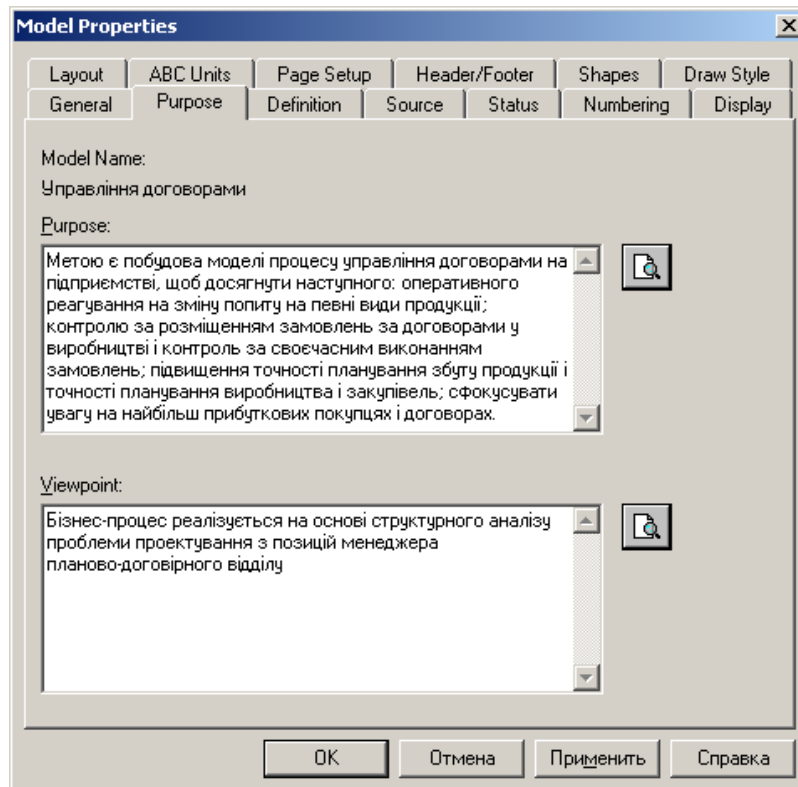 Model Properties
Layout ABC Units Page Setup Header/Footer Shapes Draw Style
General Purpose Definition Source Status Numbering Display
Model Name:
Управління договорами
Purpose:
Метою є побудова моделі процесу управління договорами на
підприємстві, щоб досягнути наступного: оперативного
реагування на зміну попиту на певні види продукції;
контролю за розміщенням замовлень за договорами у
виробництві і контроль за своєчасним виконанням
замовлень; підвищення точності планування збуту продукції і
точності планування виробництва і закупівель; сфокусувати
увагу на найбільш прибуткових покупцях і договорах.
Viewpoint:
Бізнес-процес реалізується на основі структурного аналізу
проблеми проектування з позицій менеджера
планово-договірного відділу
OK Отмена Применить Справка